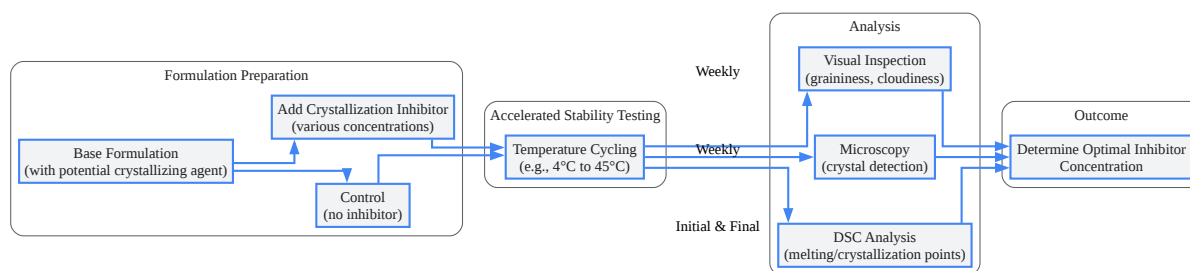 Formulation Preparation
Base Formulation
(with potential crystallizing agent)
Add Crystallization Inhibitor
(various concentrations)
Control
(no inhibitor)
Accelerated Stability Testing
Temperature Cycling
(e.g., 4°C to 45°C)
Weekly
Weekly
Initial & Final
Analysis
Visual Inspection
(graininess, cloudiness)
Microscopy
(crystal detection)
DSC Analysis
(melting/crystallization points)
Outcome
Determine Optimal Inhibitor
Concentration